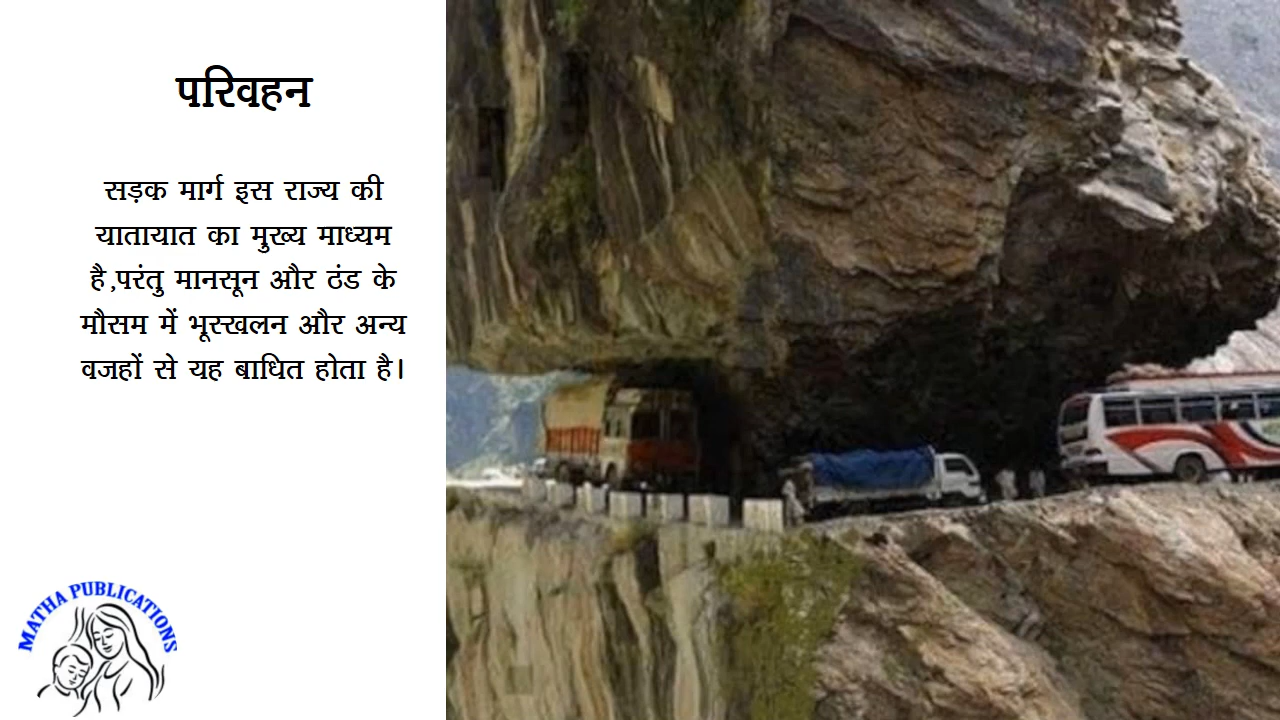 परिवहन
सड़क मार्ग इस राज्य की
यातायात का मुख्य माध्यम
है,परंतु मानसून और ठंड के
मौसम में भूस्खलन और अन्य
वजहों से यह बाधित होता है।
MATHA PUBLICATIONS